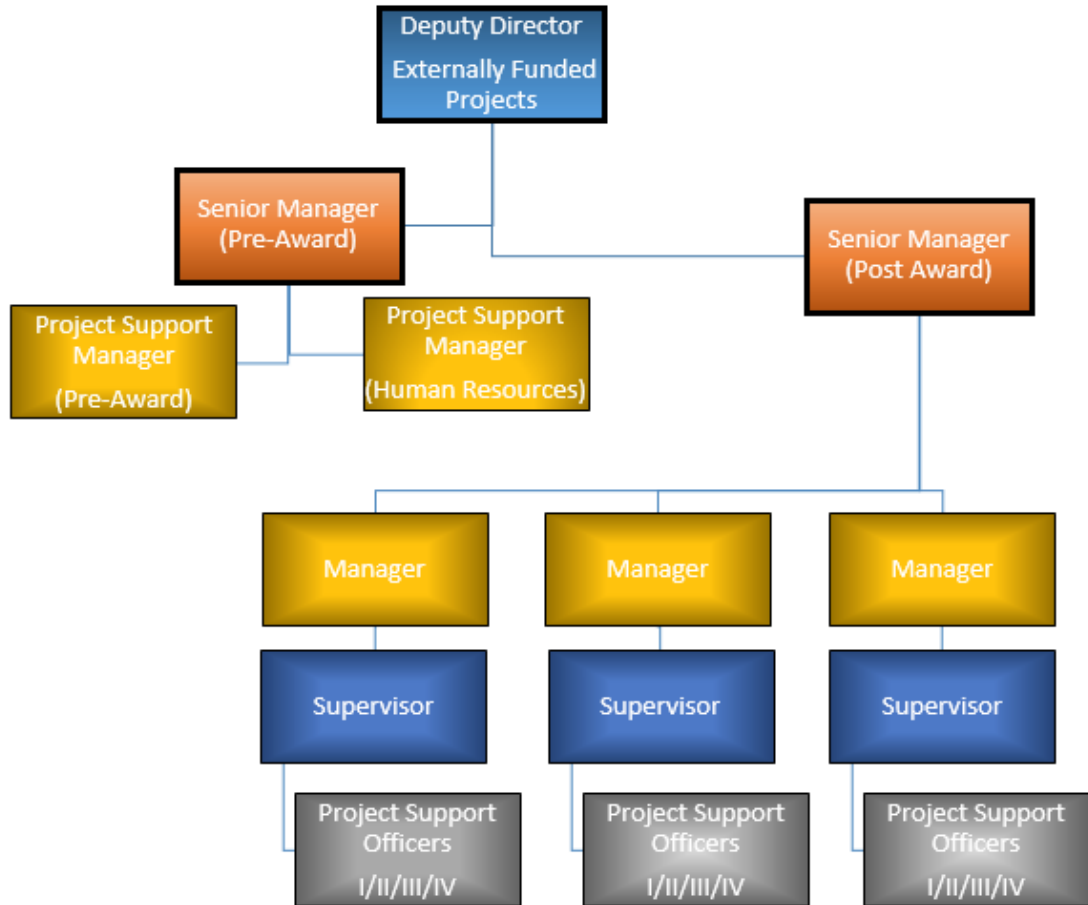 Deputy Director
Externally Funded
Projects
Senior Manager
(Pre-Award)
Senior Manager
(Post Award)
Project Support
Manager
(Pre-Award)
Project Support
Manager
(Human Resources)
Manager
Manager
Manager
Supervisor
Supervisor
Supervisor
Project Support
Officers
I/II/III/IV
Project Support
Officers
I/II/III/IV
Project Support
Officers
I/II/III/IV